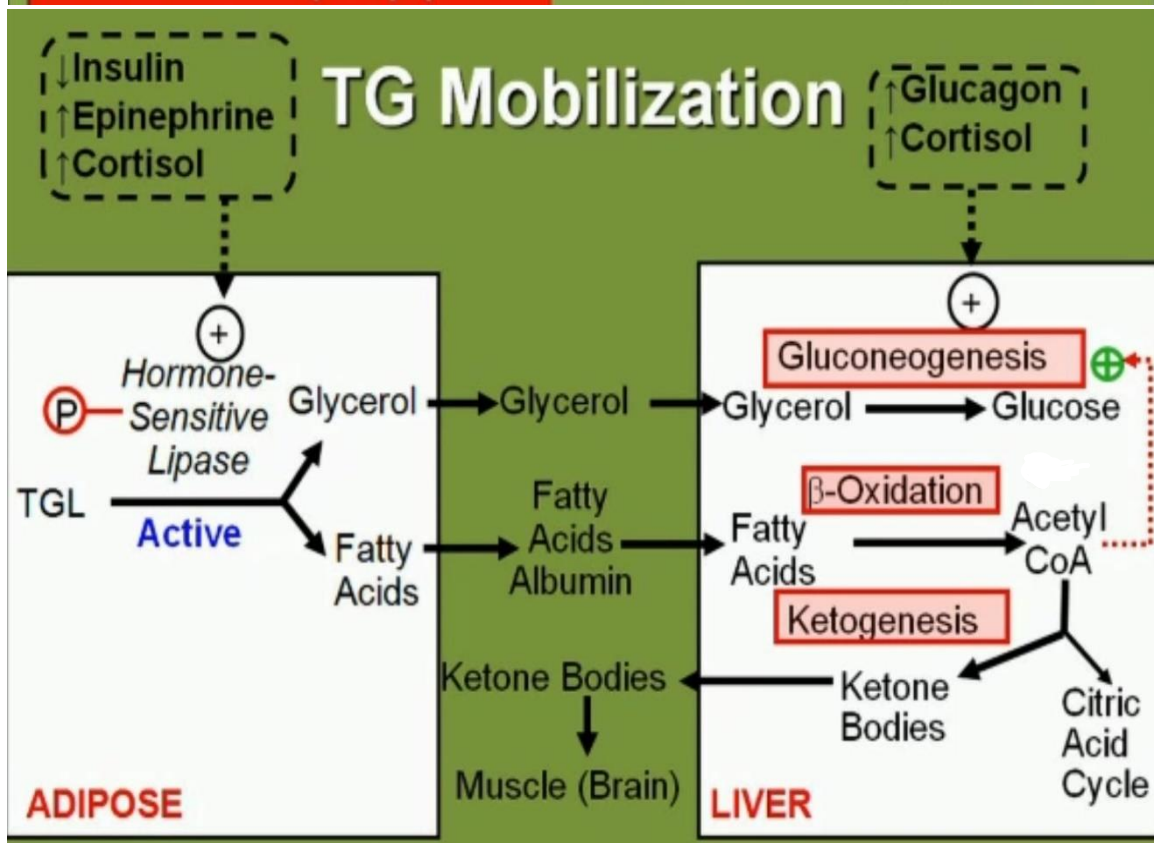 ↓Insulin
↑Epinephrine
↑Cortisol
TG Mobilization
↑Glucagon
↑Cortisol
+
Hormone-
Sensitive
Lipase
P
TGL
Active
Glycerol
Fatty
Acids
ADIPOSE
Glycerol
Fatty
Acids
Albumin
Ketone Bodies
Muscle (Brain)
+
Gluconeogenesis
Glycerol
Glucose
β-Oxidation
Fatty
Acids
Acetyl
CoA
Ketogenesis
Ketone
Bodies
Citric
Acid
Cycle
LIVER